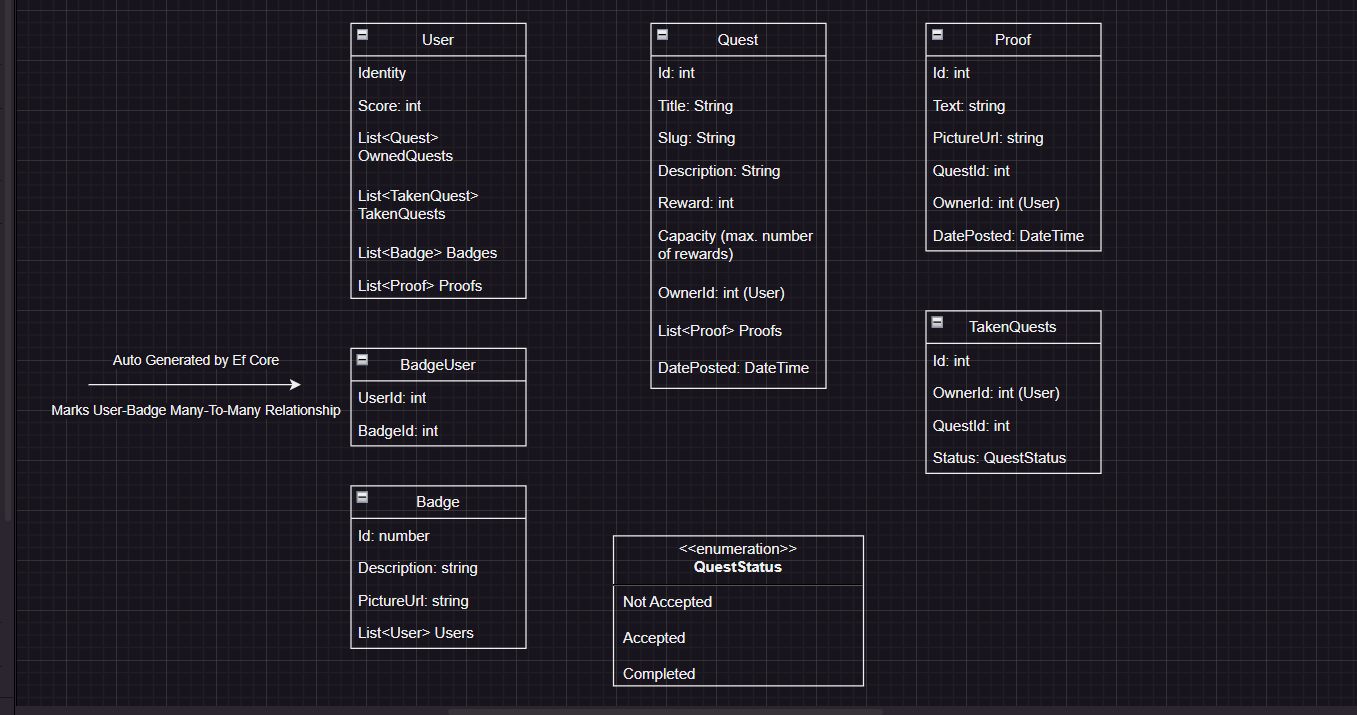 User
Identity
Score: int
List<Quest>
OwnedQuests
List<TakenQuest>
TakenQuests
List<Badge> Badges
List<Proof> Proofs
Quest
Id: int
Title: String
Slug: String
Description: String
Reward: int
Capacity (max. number
of rewards)
OwnerId: int (User)
List<Proof> Proofs
DatePosted: DateTime
Proof
Id: int
Text: string
PictureUrl: string
QuestId: int
OwnerId: int (User)
DatePosted: DateTime
TakenQuests
Id: int
OwnerId: int (User)
QuestId: int
Status: QuestStatus
Auto Generated by Ef Core
Marks User-Badge Many-To-Many Relationship
BadgeUser
UserId: int
BadgeId: int
Badge
Id: number
Description: string
PictureUrl: string
List<User> Users
<<enumeration>>
QuestStatus
Not Accepted
Accepted
Completed